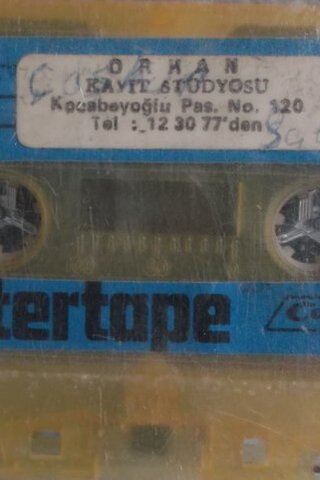 ORHAN
KAYIT STÜDYOSU
Kocabeyoğlu Pas. No. 120
Tel : 12 30 77'den
tertape